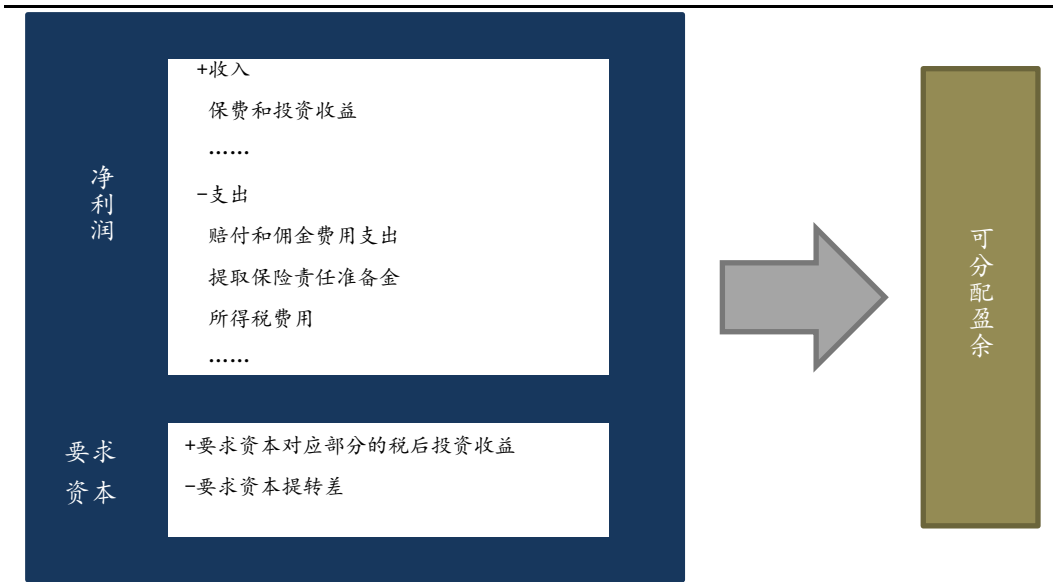 净利润
+收入
保费和投资收益
……
-支出
赔付和佣金费用支出
提取保险责任准备金
所得税费用
……
要求
资本
+要求资本对应部分的税后投资收益
-要求资本提转差
可分配盈余